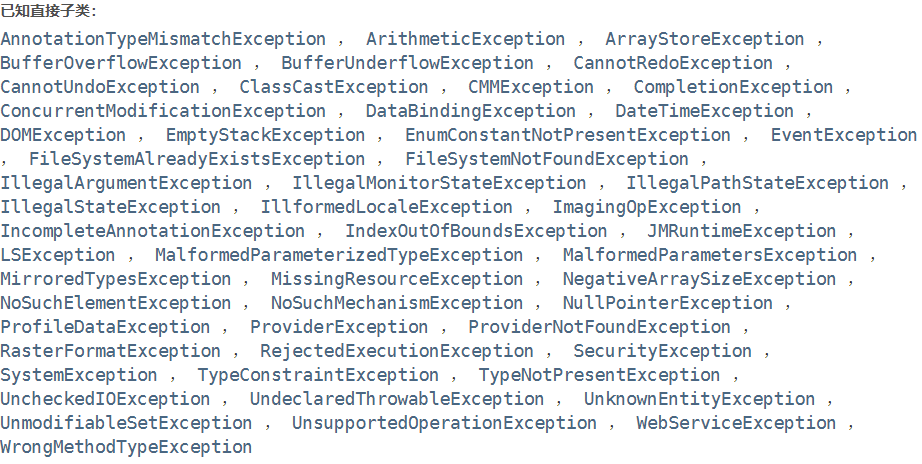 已知直接子类:
AnnotationTypeMismatchException , ArithmeticException , ArrayStoreException ,
BufferOverflowException , BufferUnderflowException , CannotRedoException ,
CannotUndoException , ClassCastException , CMMException , CompletionException ,
ConcurrentModificationException , DataBindingException , DateTimeException ,
DOMException , EmptyStackException , EnumConstantNotPresentException , EventException
, FileSystemAlreadyExistsException , FileSystemNotFoundException ,
IllegalArgumentException , IllegalMonitorStateException , IllegalPathStateException ,
IllegalStateException , IllformedLocaleException , ImagingOpException ,
IncompleteAnnotationException , IndexOutOfBoundsException , JMRuntimeException ,
LSException , MalformedParameterizedTypeException , MalformedParametersException ,
MirroredTypesException , MissingResourceException , NegativeArraySizeException ,
NoSuchElementException , NoSuchMechanismException , NullPointerException ,
ProfileDataException , ProviderException , ProviderNotFoundException ,
RasterFormatException , RejectedExecutionException , SecurityException ,
SystemException , TypeConstraintException , TypeNotPresentException ,
UncheckedIOException , UndeclaredThrowableException , UnknownEntityException ,
UnmodifiableSetException , UnsupportedOperationException , WebServiceException ,
WrongMethodTypeException